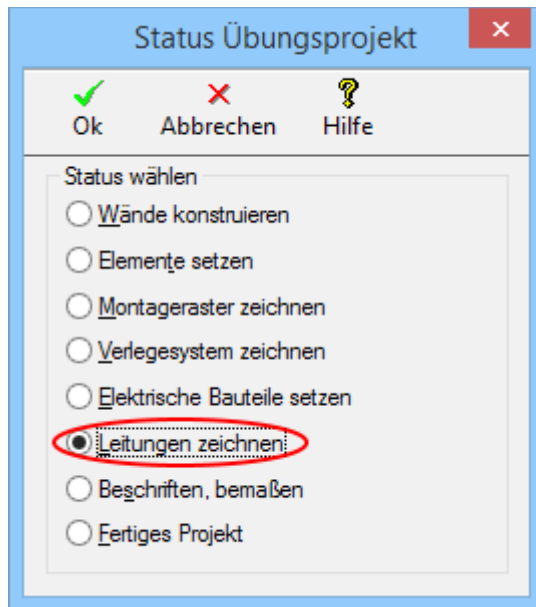 Status Übungsprojekt
Ok Abbrechen Hilfe
Status wählen
Wände konstruieren
Elemente setzen
Montageraster zeichnen
Verlegesystem zeichnen
Elektrische Bauteile setzen
Leitungen zeichnen
Beschriften, bemaßen
Fertiges Projekt